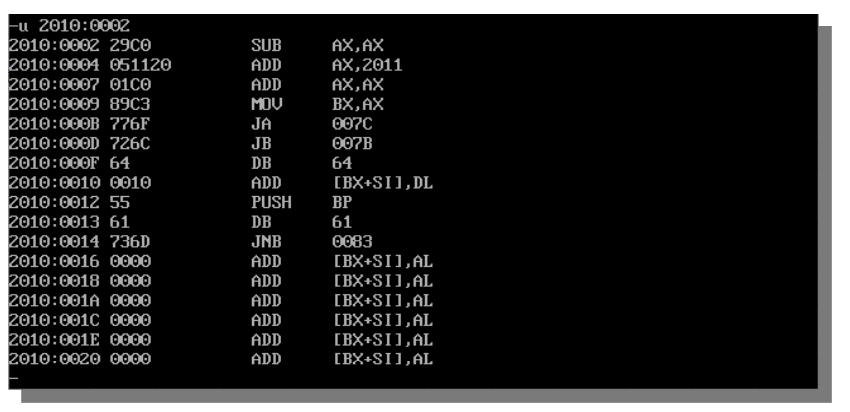 -u 2010:0002
2010:0002 29C0 SUB AX,AX
2010:0004 051120 ADD AX,2011
2010:0007 01C0 ADD AX,AX
2010:0009 89C3 MOV BX,AX
2010:000B 776F JA 007C
2010:000D 726C JB 007B
2010:000F 64 DB 64
2010:0010 0010 ADD [BX+SI],DL
2010:0012 55 PUSH BP
2010:0013 61 DB 61
2010:0014 736D JNB 0083
2010:0016 0000 ADD [BX+SI],AL
2010:0018 0000 ADD [BX+SI],AL
2010:001A 0000 ADD [BX+SI],AL
2010:001C 0000 ADD [BX+SI],AL
2010:001E 0000 ADD [BX+SI],AL
2010:0020 0000 ADD [BX+SI],AL
-